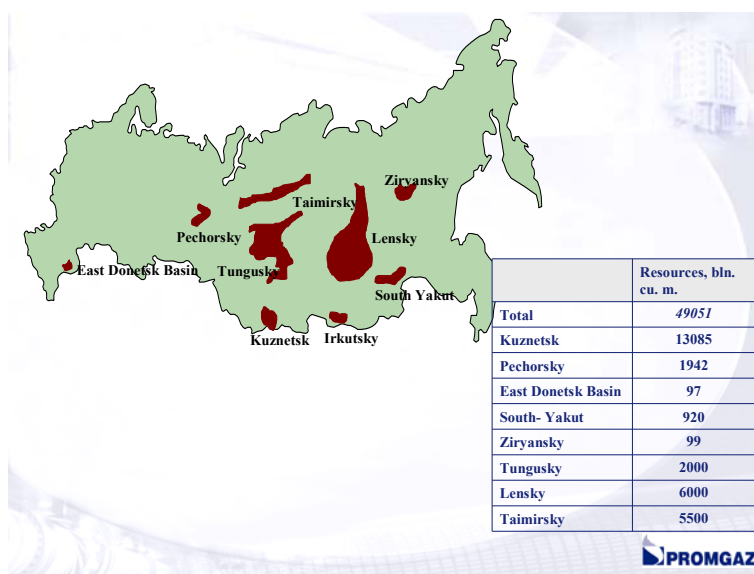 Ziryansky
Taimirsky
Pechorsky
Lensky
East Donetsk Basin
Tungusky
South Yakut
Kuznetsk
Irkutsky
Resources, bln.
cu. m.
Total 49051
Kuznetsk 13085
Pechorsky 1942
East Donetsk Basin 97
South- Yakut 920
Ziryansky 99
Tungusky 2000
Lensky 6000
Taimirsky 5500
PROMGAZ